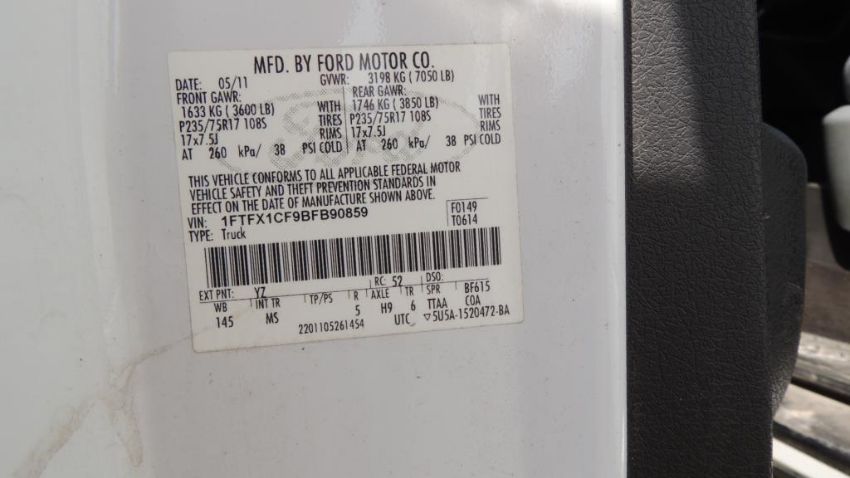 MFD. BY FORD MOTOR CO.
DATE: 05/11 GVWR: 3198 KG ( 7050 LB)
FRONT GAWR: REAR GAWR:
1633 KG ( 3600 LB) WITH 1746 KG ( 3850 LB) WITH
P235/75R17 108S TIRES P235/75R17 108S TIRES
17x7.5J RIMS 17x7.5J RIMS
AT 260 kPa/ 38 PSI COLD AT 260 kPa/ 38 PSI COLD
THIS VEHICLE CONFORMS TO ALL APPLICABLE FEDERAL MOTOR
VEHICLE SAFETY AND THEFT PREVENTION STANDARDS IN
EFFECT ON THE DATE OF MANUFACTURE SHOWN ABOVE.
VIN: 1FTFX1CF9BFB90859 F0149
TYPE: Truck T0614
EXT PNT: YZ RC: 52 DSO:
WB INT TR TP/PS R AXLE TR SPR BF615
145 MS 5 H9 6 TTAA COA
2201105261454 UTC ▽5U5A-1520472-BA